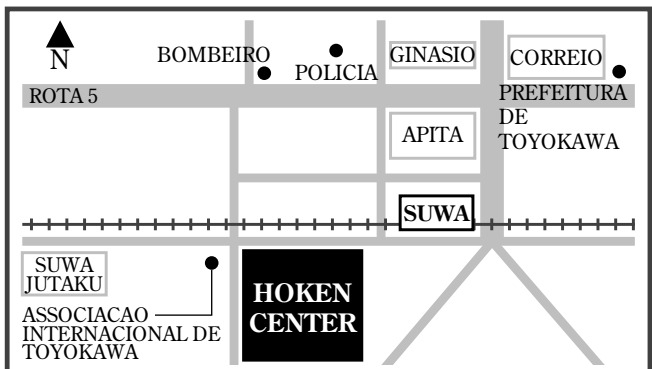 N
BOMBEIRO
POLICIA
GINASIO
CORREIO
ROTA 5
PREFEITURA
DE
TOYOKAWA
APITA
SUWA
SUWA
JUTAKU
HOKEN
CENTER
ASSOCIACAO
INTERNACIONAL DE
TOYOKAWA